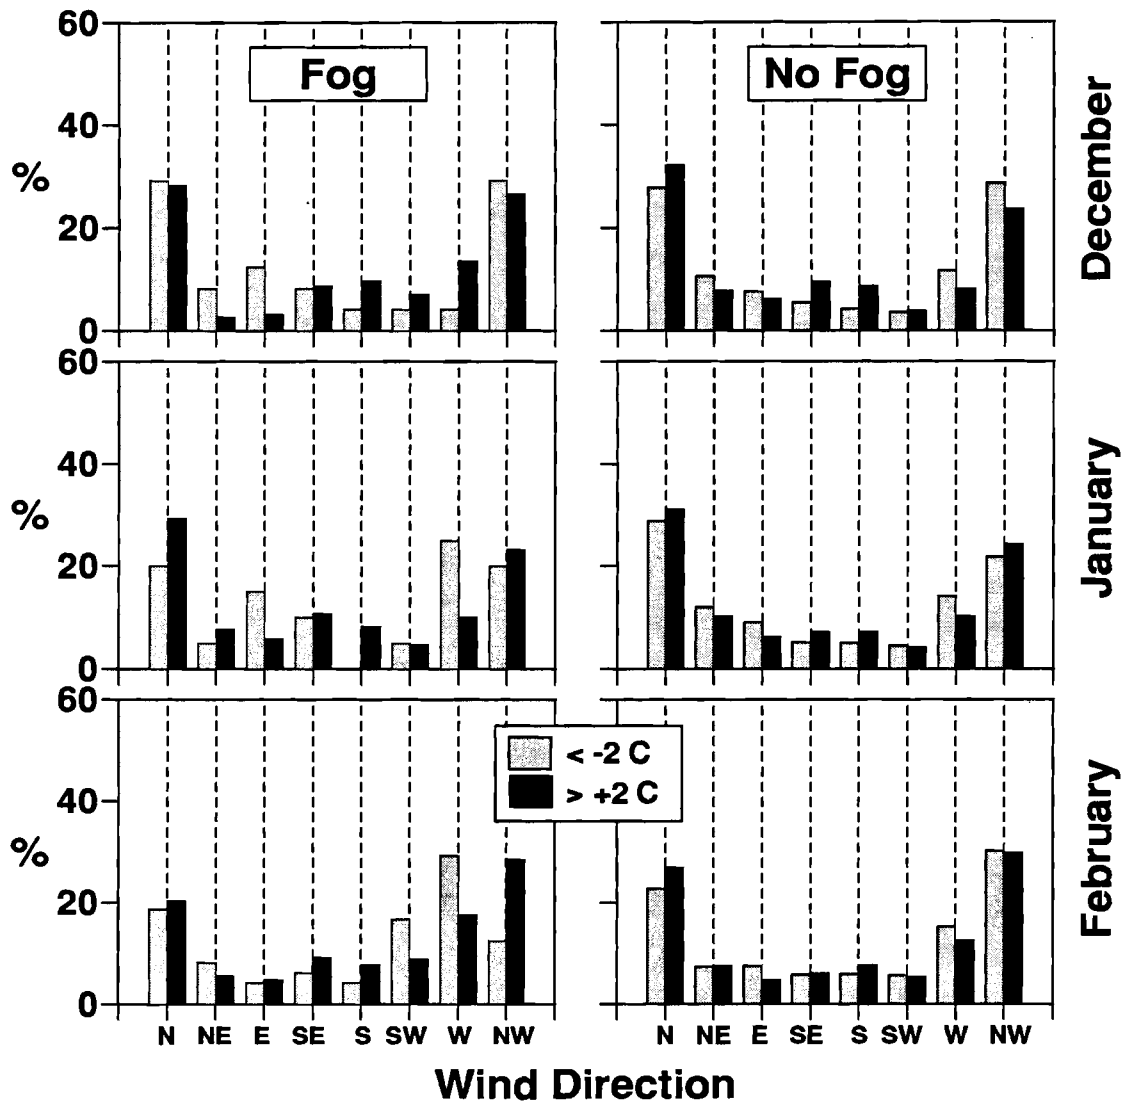 60
Fog
No Fog
40
%
20
0
December
60
40
%
20
0
January
60
< -2 C
> +2 C
40
%
20
0
February
N NE E SE S SW W NW N NE E SE S SW W NW
Wind Direction